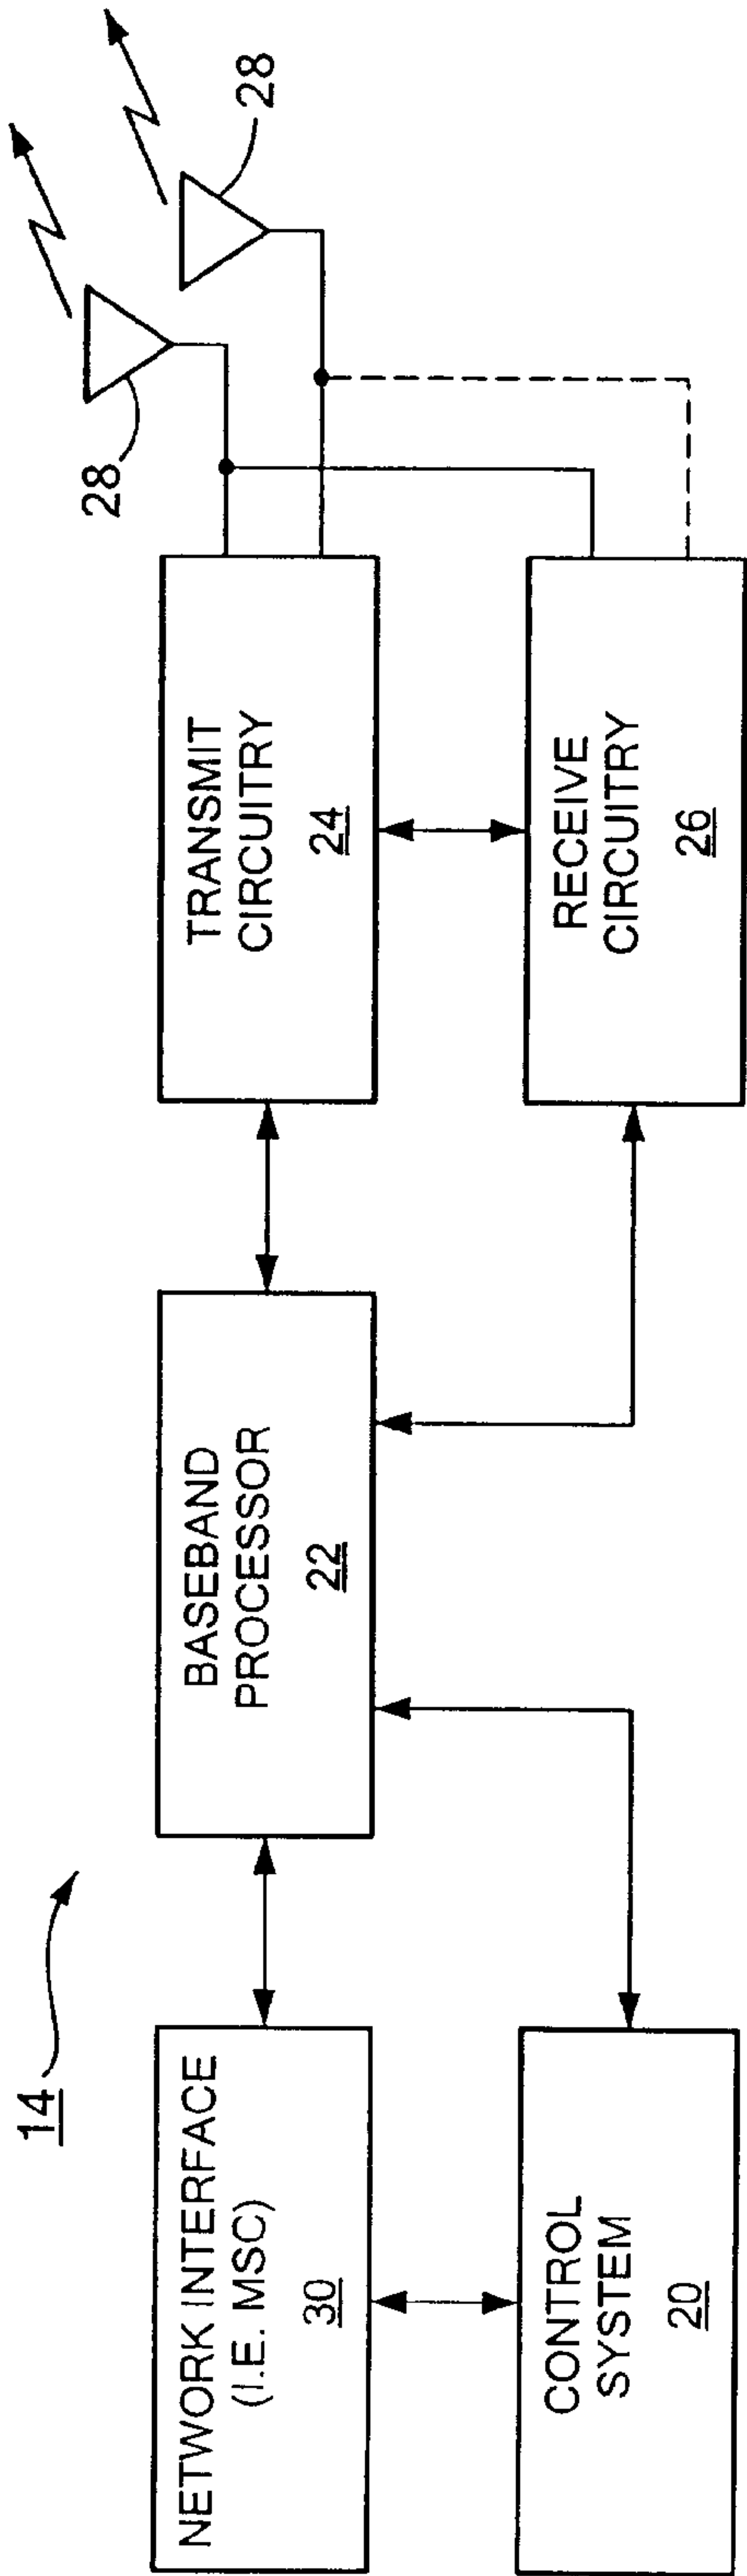 14
28
28
NETWORK INTERFACE
(I.E. MSC)
30
BASEBAND
PROCESSOR
22
TRANSMIT
CIRCUITRY
24
CONTROL
SYSTEM
20
RECEIVE
CIRCUITRY
26